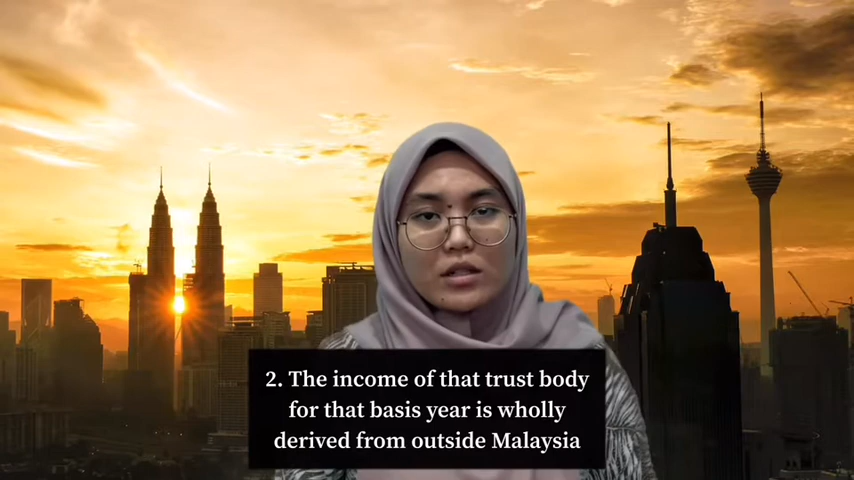 2. The income of that trust body
for that basis year is wholly
derived from outside Malaysia